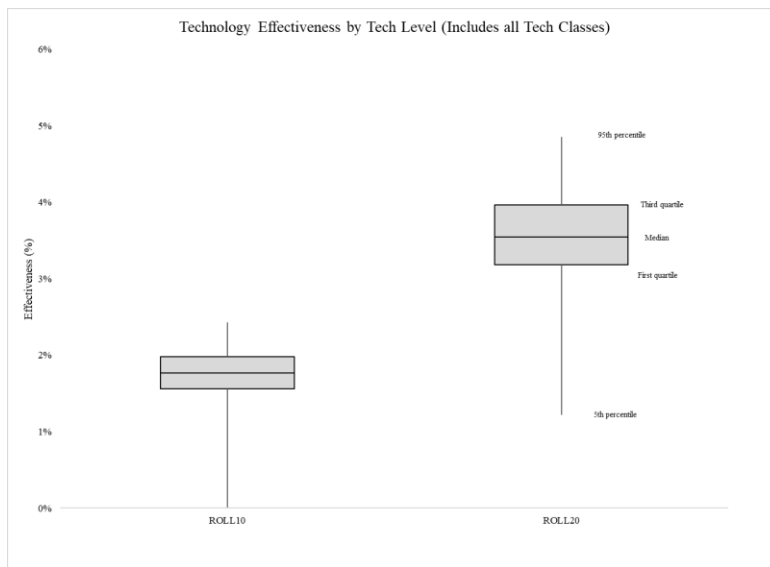 Technology Effectiveness by Tech Level (Includes all Tech Classes)
6%
5%
95th percentile
4%
Third quartile
Median
Effectiveness (%)
3%
First quartile
2%
1%
5th percentile
0%
ROLL10
ROLL20